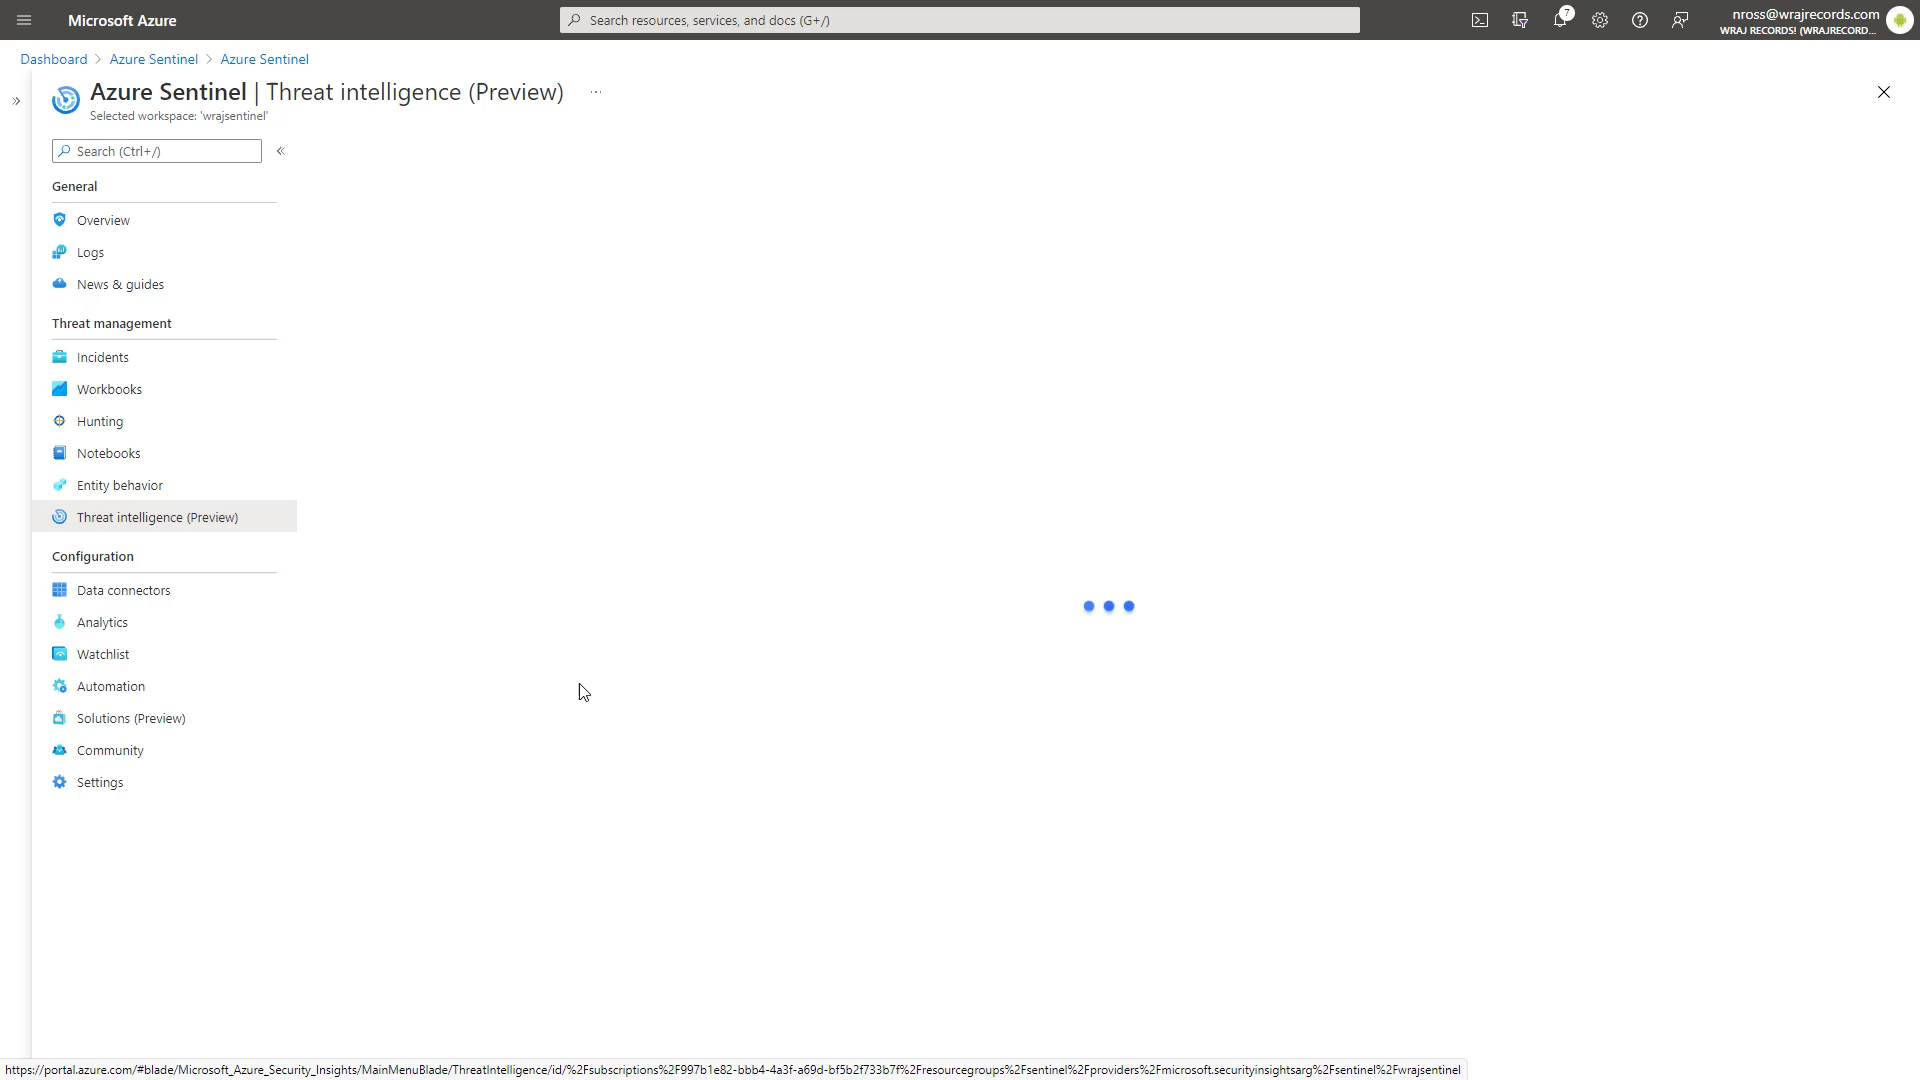 Microsoft Azure
Search resources, services, and docs (G+/)
7
nross@wrajrecords.com
WRAJ RECORDS! (WRAJRECORD...
Dashboard > Azure Sentinel > Azure Sentinel
Azure Sentinel | Threat intelligence (Preview) ...
Selected workspace: 'wrajsentinel'
Search (Ctrl+/)
General
Overview
Logs
News & guides
Threat management
Incidents
Workbooks
Hunting
Notebooks
Entity behavior
Threat intelligence (Preview)
Configuration
Data connectors
Analytics
Watchlist
Automation
Solutions (Preview)
Community
Settings
https://portal.azure.com/#blade/Microsoft_Azure_Security_Insights/MainMenuBlade/ThreatIntelligence/id/%2Fsubscriptions%2F997b1e82-bbb4-4a3f-a69d-bf5b2f733b7f%2Fresourcegroups%2Fsentinel%2Fproviders%2Fmicrosoft.securityinsightsarg%2Fsentinel%2Fwrajsentinel